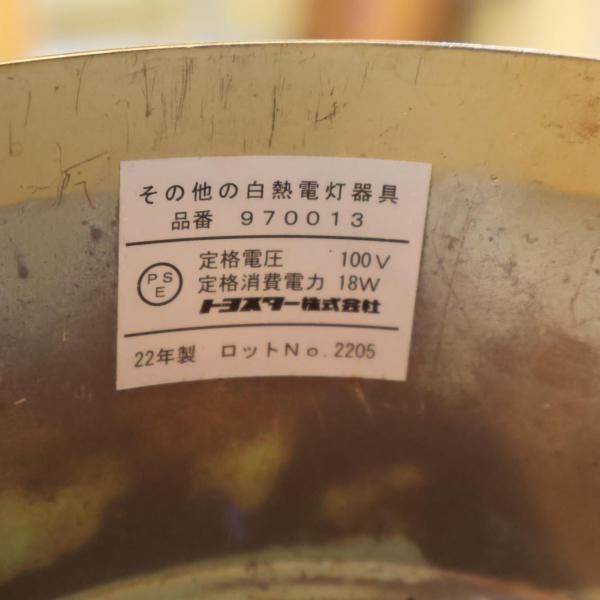 その他の白熱電灯器具
品番 970013
定格電圧 100V
定格消費電力 18W
PS
E
トヨスター株式会社
22年製 ロットNo.2205